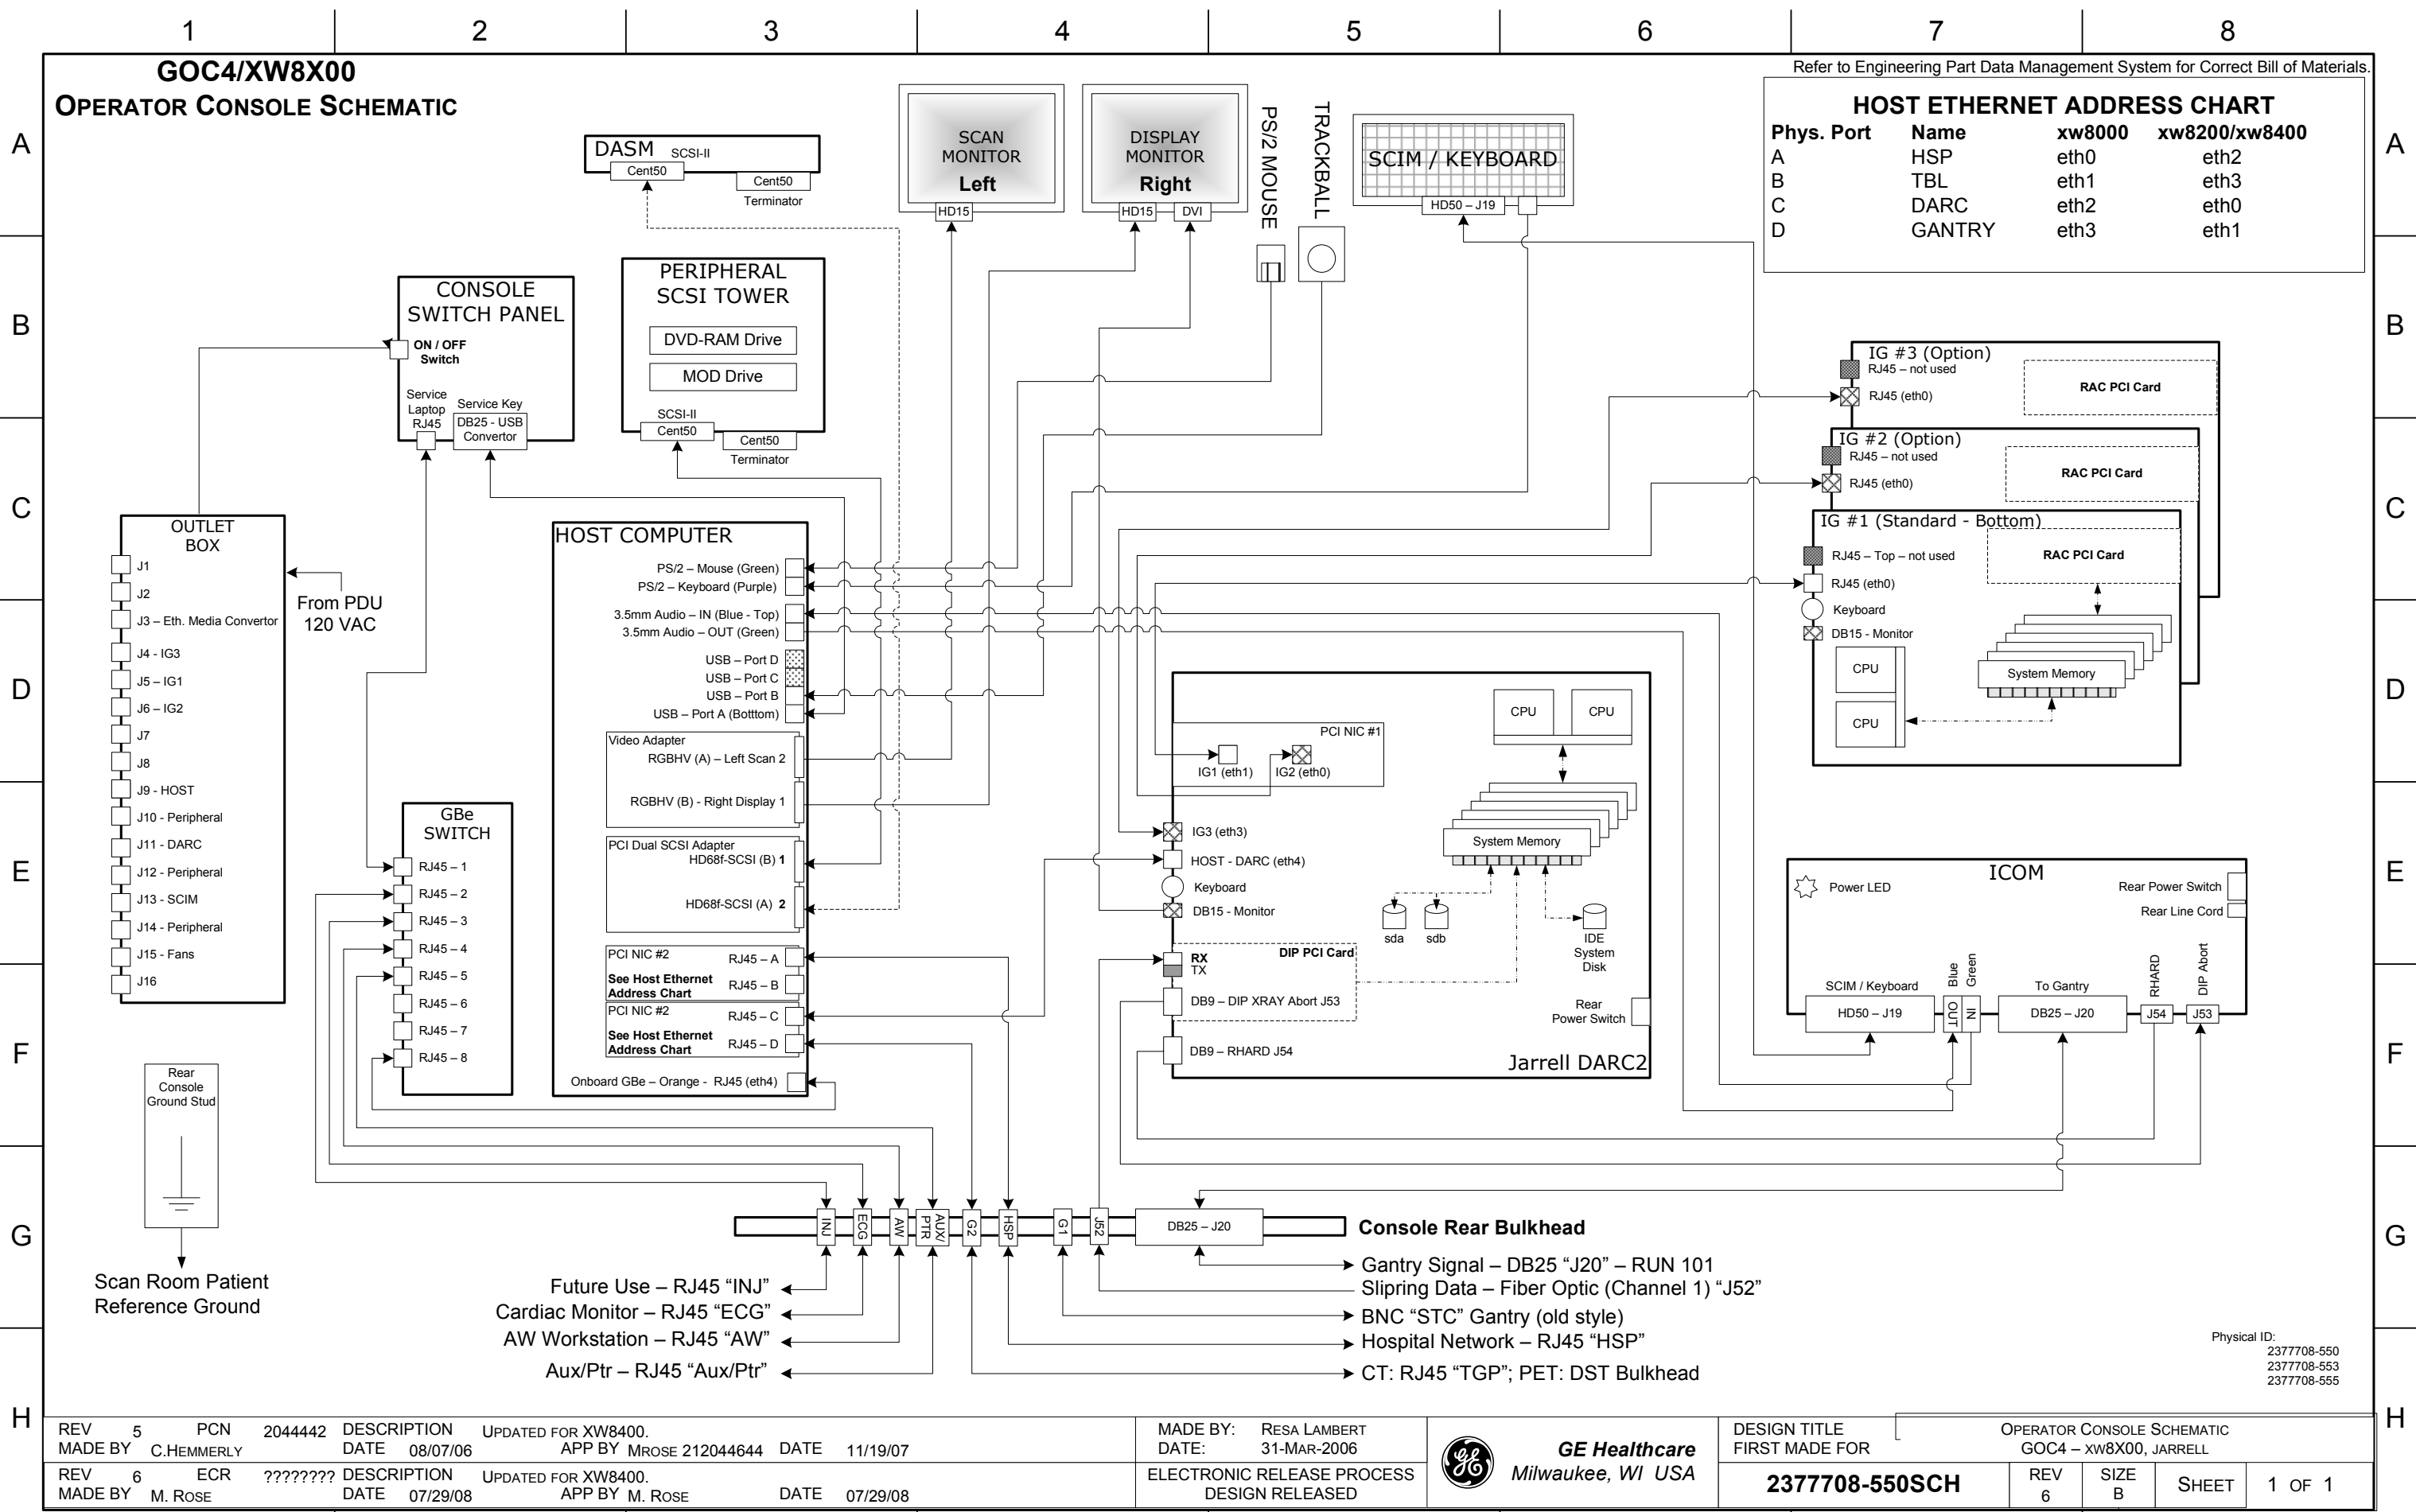 1 2 3 4 5 6 7 8
A
B
C
D
E
F
G
H
A
B
C
D
E
F
G
H
GOC4/XW8X00
OPERATOR CONSOLE SCHEMATIC
Refer to Engineering Part Data Management System for Correct Bill of Materials.
HOST ETHERNET ADDRESS CHART
Phys. Port Name xw8000 xw8200/xw8400
A HSP eth0 eth2
B TBL eth1 eth3
C DARC eth2 eth0
D GANTRY eth3 eth1
DASM SCSI-II
Cent50
Cent50
Terminator
SCAN
MONITOR
Left
HD15
DISPLAY
MONITOR
Right
HD15
DVI
PS/2 MOUSE
TRACKBALL
SCIM / KEYBOARD
HD50 – J19
CONSOLE
SWITCH PANEL
ON / OFF
Switch
Service
Laptop
RJ45
Service Key
DB25 - USB
Convertor
PERIPHERAL
SCSI TOWER
DVD-RAM Drive
MOD Drive
SCSI-II
Cent50
Cent50
Terminator
IG #3 (Option)
RJ45 – not used
RJ45 (eth0)
RAC PCI Card
IG #2 (Option)
RJ45 – not used
RJ45 (eth0)
RAC PCI Card
IG #1 (Standard - Bottom)
RJ45 – Top – not used
RJ45 (eth0)
Keyboard
DB15 - Monitor
RAC PCI Card
CPU
CPU
System Memory
OUTLET
BOX
J1
J2
J3 – Eth. Media Convertor
J4 - IG3
J5 – IG1
J6 – IG2
J7
J8
J9 - HOST
J10 - Peripheral
J11 - DARC
J12 - Peripheral
J13 - SCIM
J14 - Peripheral
J15 - Fans
J16
From PDU
120 VAC
HOST COMPUTER
PS/2 – Mouse (Green)
PS/2 – Keyboard (Purple)
3.5mm Audio – IN (Blue - Top)
3.5mm Audio – OUT (Green)
USB – Port D
USB – Port C
USB – Port B
USB – Port A (Botttom)
Video Adapter
RGBHV (A) – Left Scan 2
RGBHV (B) - Right Display 1
PCI Dual SCSI Adapter
HD68f-SCSI (B) 1
HD68f-SCSI (A) 2
PCI NIC #2
RJ45 – A
See Host Ethernet
Address Chart
RJ45 – B
PCI NIC #2
RJ45 – C
See Host Ethernet
Address Chart
RJ45 – D
Onboard GBe – Orange - RJ45 (eth4)
GBe
SWITCH
RJ45 – 1
RJ45 – 2
RJ45 – 3
RJ45 – 4
RJ45 – 5
RJ45 – 6
RJ45 – 7
RJ45 – 8
PCI NIC #1
IG1 (eth1)
IG2 (eth0)
CPU
CPU
IG3 (eth3)
HOST - DARC (eth4)
Keyboard
DB15 - Monitor
System Memory
sda
sdb
IDE
System
Disk
RX
TX
DIP PCI Card
DB9 – DIP XRAY Abort J53
DB9 – RHARD J54
Rear
Power Switch
Jarrell DARC2
ICOM
Power LED
Rear Power Switch
Rear Line Cord
SCIM / Keyboard
HD50 – J19
Blue
Green
OUT
IN
To Gantry
DB25 – J20
RHARD
J54
DIP Abort
J53
Rear
Console
Ground Stud
Scan Room Patient
Reference Ground
INJ
ECG
AW
AUX/
PTR
G2
HSP
G1
J52
DB25 – J20
Console Rear Bulkhead
Future Use – RJ45 “INJ”
Cardiac Monitor – RJ45 “ECG”
AW Workstation – RJ45 “AW”
Aux/Ptr – RJ45 “Aux/Ptr”
Gantry Signal – DB25 “J20” – RUN 101
Slipring Data – Fiber Optic (Channel 1) “J52”
BNC “STC” Gantry (old style)
Hospital Network – RJ45 “HSP”
CT: RJ45 “TGP”; PET: DST Bulkhead
Physical ID:
2377708-550
2377708-553
2377708-555
REV 5 PCN 2044442 DESCRIPTION UPDATED FOR XW8400.
MADE BY C.HEMMERLY DATE 08/07/06 APP BY MROSE 212044644 DATE 11/19/07
REV 6 ECR ???????? DESCRIPTION UPDATED FOR XW8400.
MADE BY M. ROSE DATE 07/29/08 APP BY M. ROSE DATE 07/29/08
MADE BY: RESA LAMBERT
DATE: 31-MAR-2006
ELECTRONIC RELEASE PROCESS
DESIGN RELEASED
GE Healthcare
Milwaukee, WI USA
DESIGN TITLE OPERATOR CONSOLE SCHEMATIC
FIRST MADE FOR GOC4 – XW8X00, JARRELL
2377708-550SCH
REV
6
SIZE
B
SHEET 1 OF 1